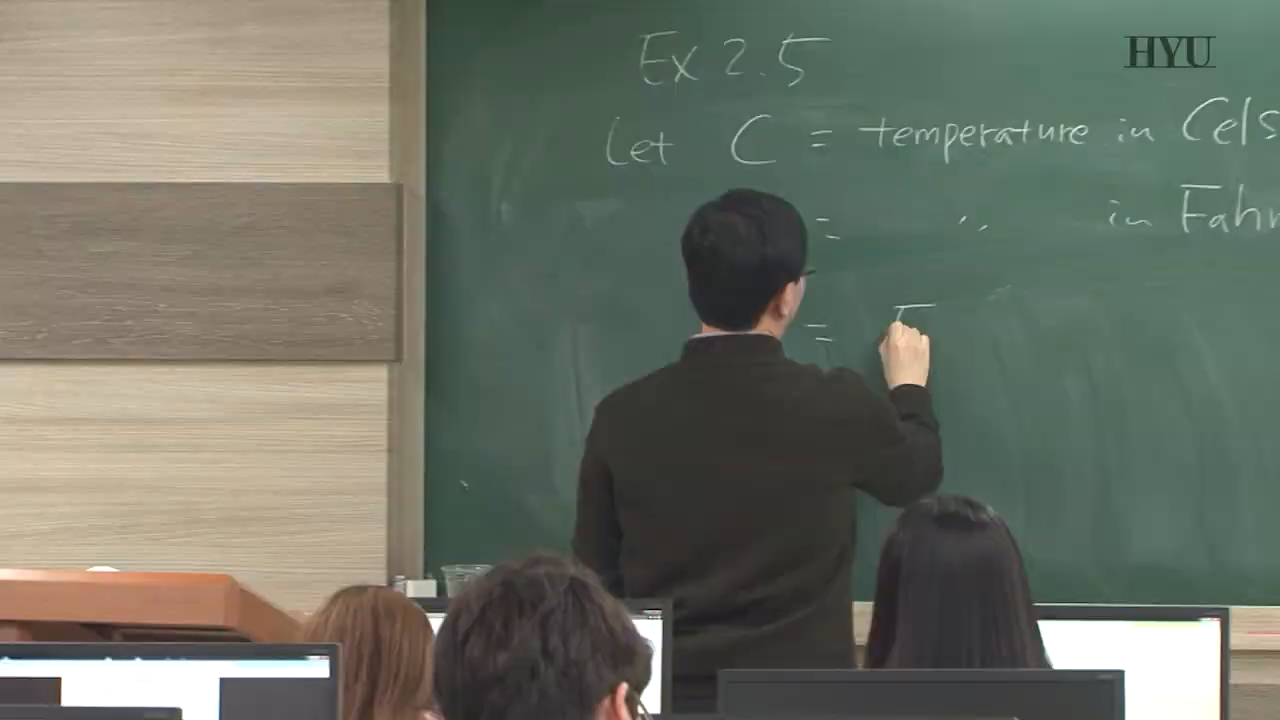 HYU
Ex 2.5
Let C = temperature in Cels
= 〃 in Fahr
=